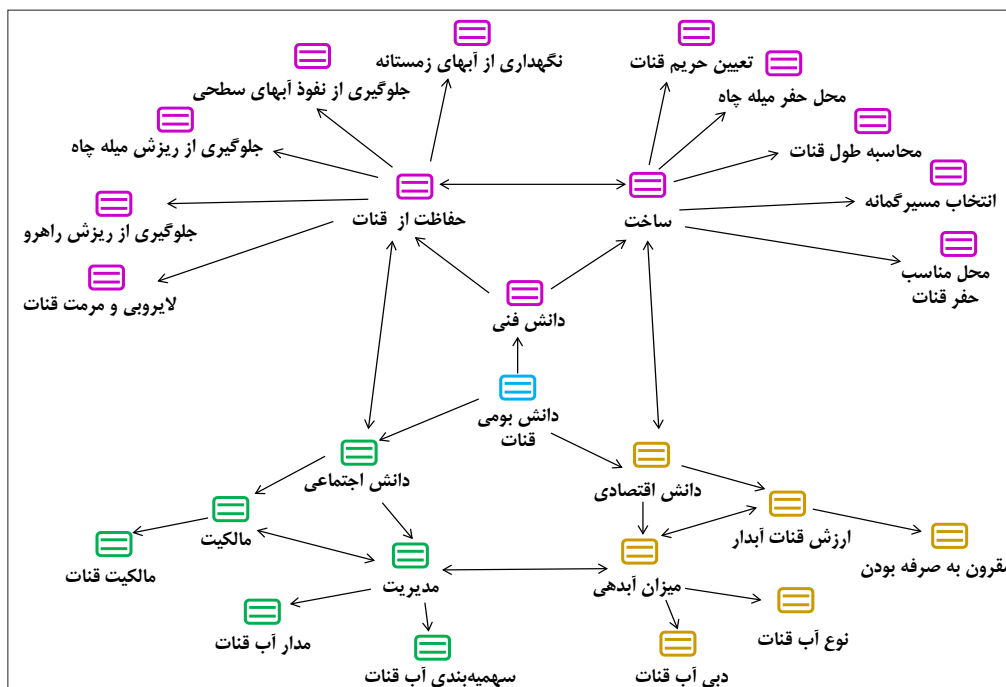 تعیین حریم قنات
نگهداری از آبهای زمستانه
محل حفر میله چاه
جلوگیری از نفوذ آبهای سطحی
محاسبه طول قنات
جلوگیری از ریزش میله چاه
انتخاب مسیرگمانه
ساخت
حفاظت از قنات
جلوگیری از ریزش راهرو
محل مناسب
حفر قنات
لایروبی و مرمت قنات
دانش فنی
دانش بومی
قنات
دانش اقتصادی
دانش اجتماعی
ارزش قنات آبدار
مالکیت
مقرون به صرفه بودن
مالکیت قنات
میزان آبدهی
مدیریت
نوع آب قنات
مدار آب قنات
دبی آب قنات
سهمیه‌بندی آب قنات